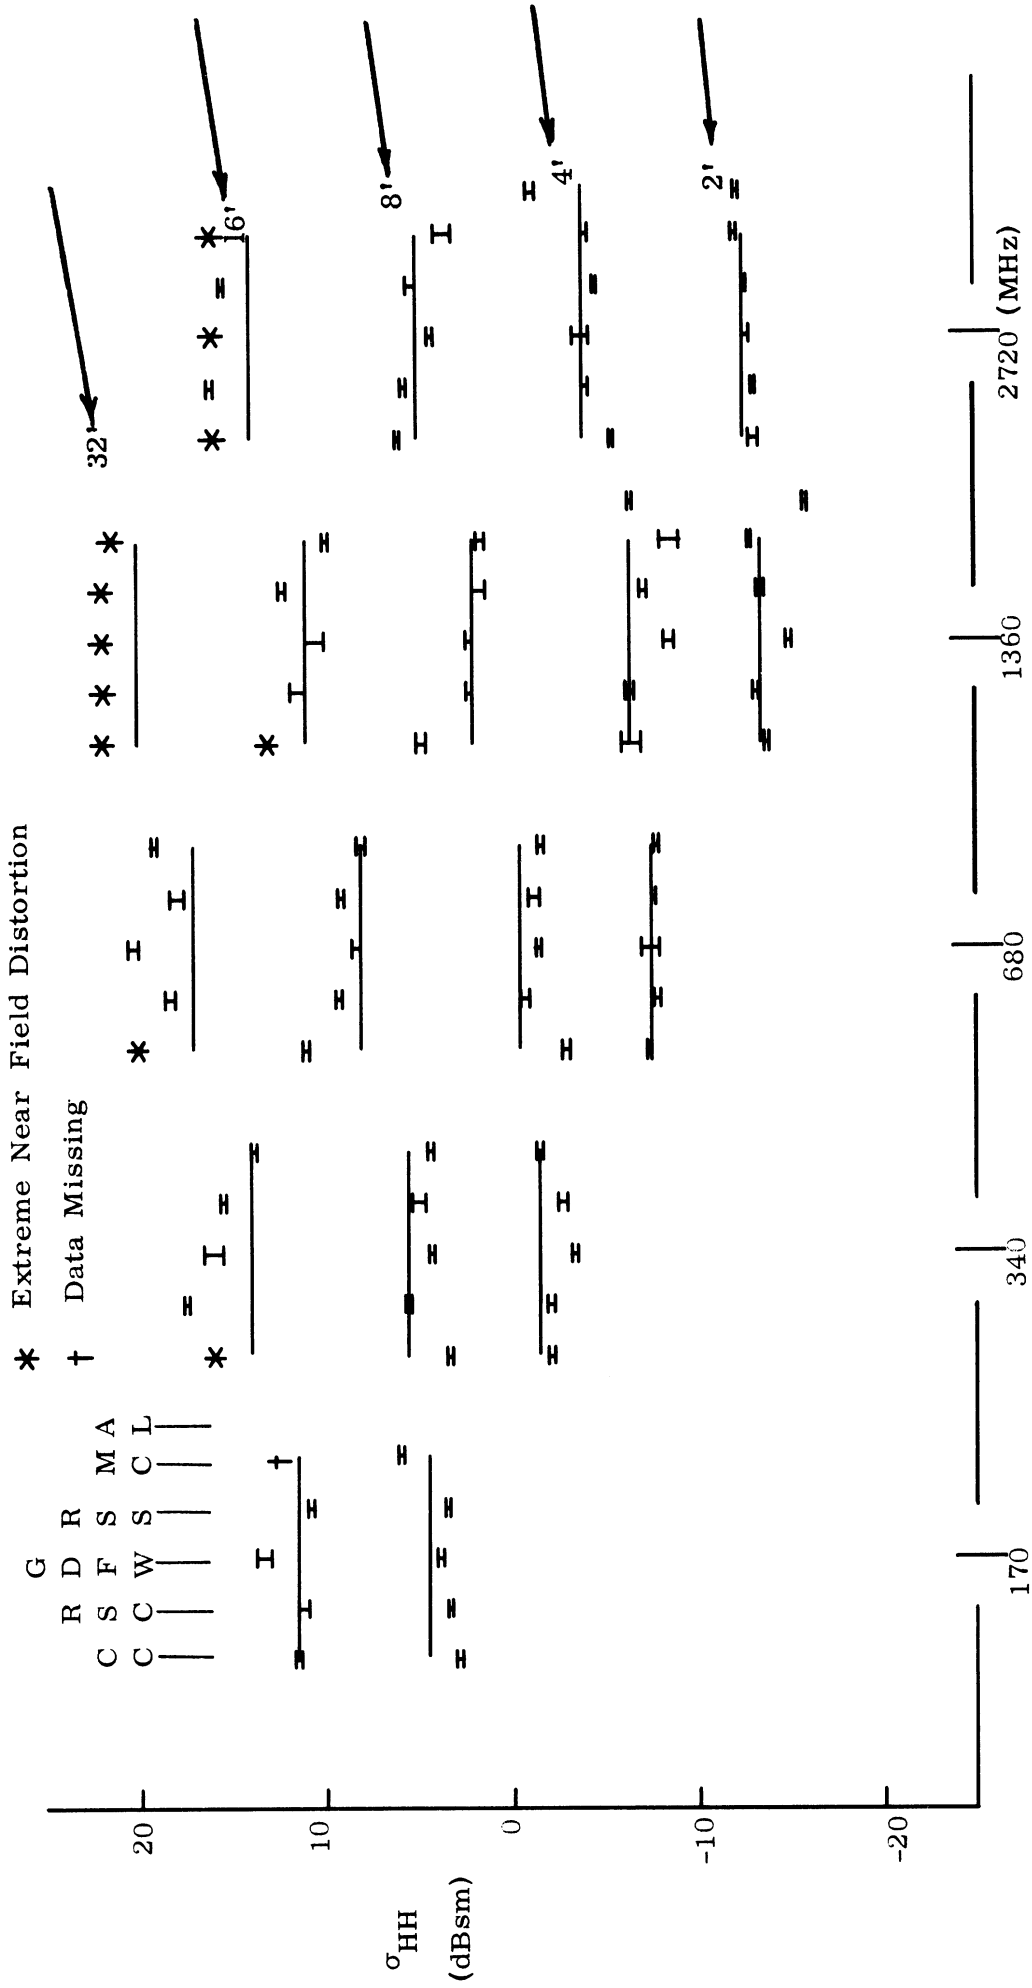 * Extreme Near Field Distortion
† Data Missing
G
R D R
C S F S M A
C C W S C L
32'
16'
8'
4'
2'
20
10
0
-10
-20
σHH
(dBsm)
170
340
680
1360
2720 (MHz)